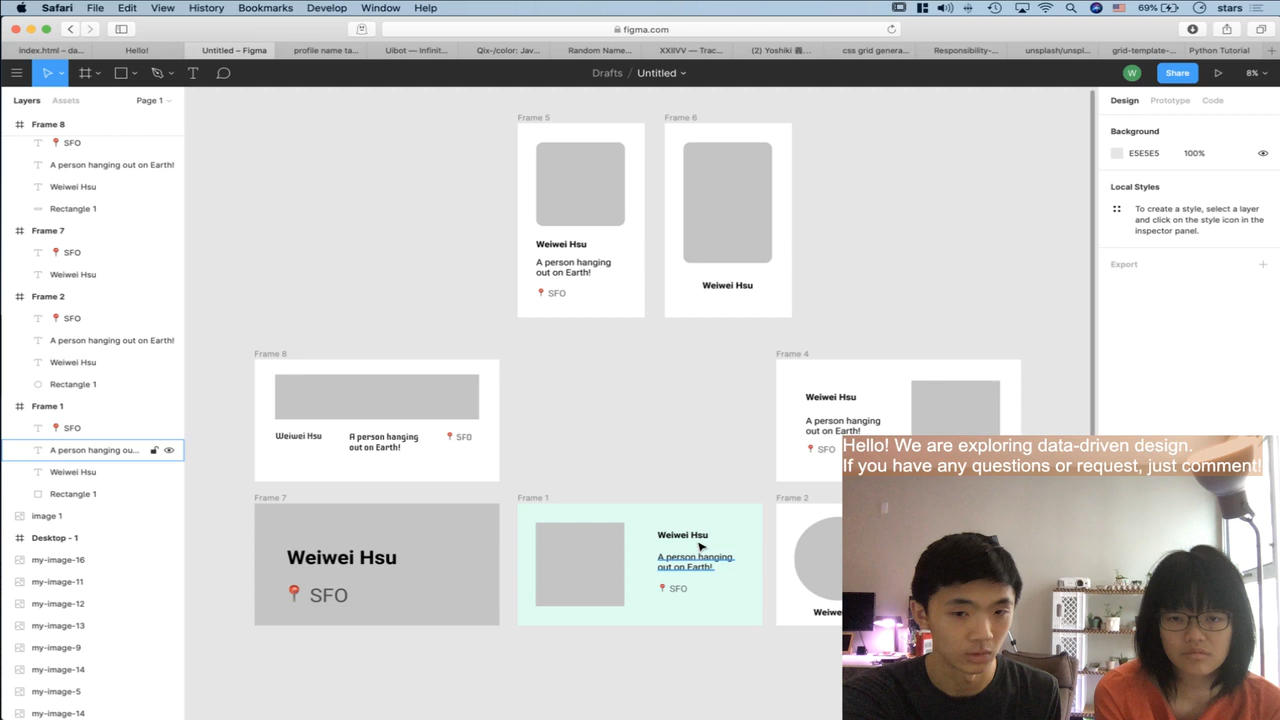 Safari File Edit View History Bookmarks Develop Window Help 69% stars
figma.com
index.html – da... Hello! Untitled – Figma profile name ta... Uibot — Infinit... Qix-/color: Jav... Random Name... XXIIVV — Trac... (2) Yoshiki 義... css grid genera... Responsibility-... unsplash/unspl... grid-template-... Python Tutorial
Drafts / Untitled W Share 8%
Layers Assets Page 1
Frame 8
SFO
A person hanging out on Earth!
Weiwei Hsu
Rectangle 1
Frame 7
SFO
Weiwei Hsu
Frame 2
SFO
A person hanging out on Earth!
Weiwei Hsu
Rectangle 1
Frame 1
SFO
A person hanging ou...
Weiwei Hsu
Rectangle 1
image 1
Desktop - 1
my-image-16
my-image-11
my-image-12
my-image-13
my-image-9
my-image-14
my-image-5
my-image-14
Frame 5
Weiwei Hsu
A person hanging
out on Earth!
SFO
Frame 6
Weiwei Hsu
Frame 8
Weiwei Hsu
A person hanging
out on Earth!
SFO
Frame 4
Weiwei Hsu
A person hanging
out on Earth!
SFO
Frame 7
Weiwei Hsu
SFO
Frame 1
Weiwei Hsu
A person hanging
out on Earth!
SFO
Frame 2
Weiwe
Design Prototype Code
Background
E5E5E5 100%
Local Styles
To create a style, select a layer
and click on the style icon in the
inspector panel.
Export
Hello! We are exploring data-driven design.
If you have any questions or request, just comment!